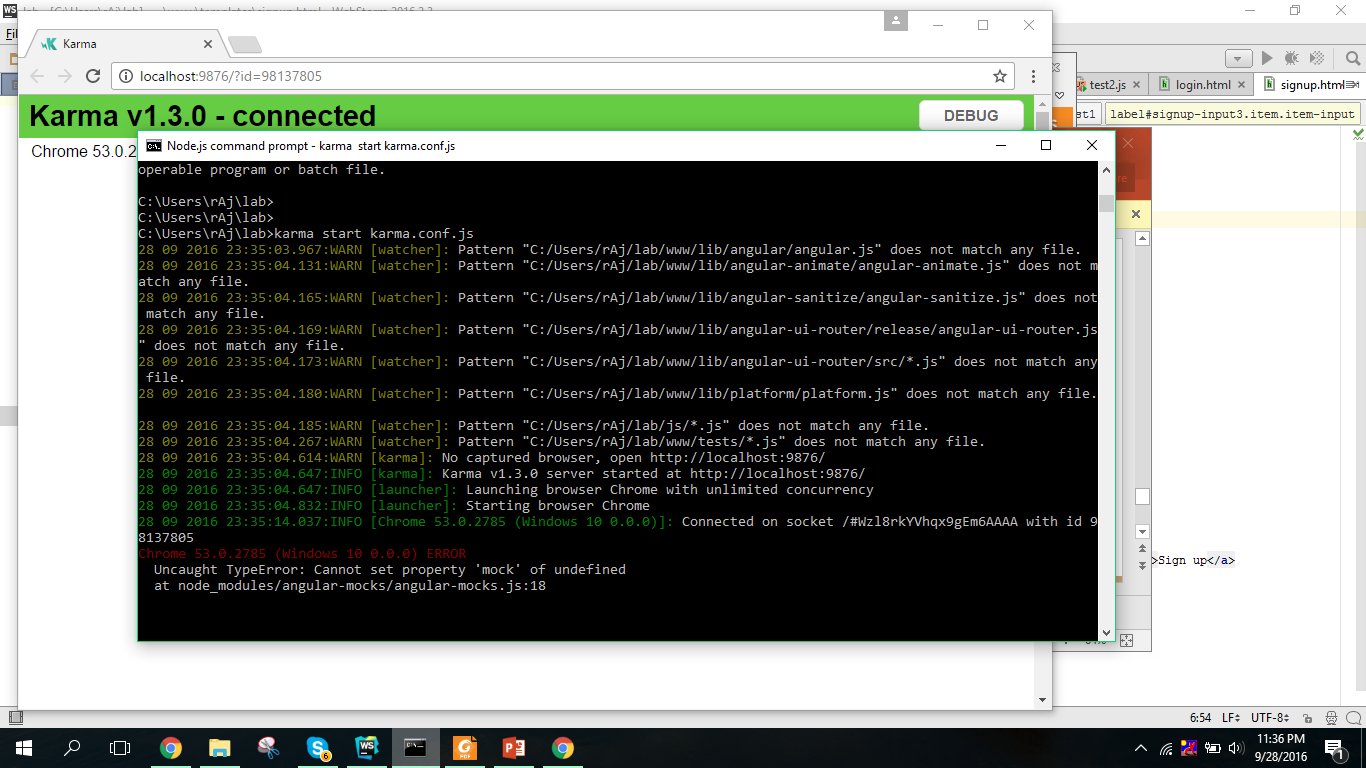 Karma
localhost:9876/?id=98137805
test2.js
login.html
signup.html
Karma v1.3.0 - connected
DEBUG
st1
label#signup-input3.item.item-input
Chrome 53.0.2
Node.js command prompt - karma  start karma.conf.js
operable program or batch file.
C:\Users\rAj\lab>
C:\Users\rAj\lab>
C:\Users\rAj\lab>karma start karma.conf.js
28 09 2016 23:35:03.967:WARN [watcher]: Pattern "C:/Users/rAj/lab/www/lib/angular/angular.js" does not match any file.
28 09 2016 23:35:04.131:WARN [watcher]: Pattern "C:/Users/rAj/lab/www/lib/angular-animate/angular-animate.js" does not m
atch any file.
28 09 2016 23:35:04.165:WARN [watcher]: Pattern "C:/Users/rAj/lab/www/lib/angular-sanitize/angular-sanitize.js" does not
 match any file.
28 09 2016 23:35:04.169:WARN [watcher]: Pattern "C:/Users/rAj/lab/www/lib/angular-ui-router/release/angular-ui-router.js
" does not match any file.
28 09 2016 23:35:04.173:WARN [watcher]: Pattern "C:/Users/rAj/lab/www/lib/angular-ui-router/src/*.js" does not match any
 file.
28 09 2016 23:35:04.180:WARN [watcher]: Pattern "C:/Users/rAj/lab/www/lib/platform/platform.js" does not match any file.
28 09 2016 23:35:04.185:WARN [watcher]: Pattern "C:/Users/rAj/lab/js/*.js" does not match any file.
28 09 2016 23:35:04.267:WARN [watcher]: Pattern "C:/Users/rAj/lab/www/tests/*.js" does not match any file.
28 09 2016 23:35:04.614:WARN [karma]: No captured browser, open http://localhost:9876/
28 09 2016 23:35:04.647:INFO [karma]: Karma v1.3.0 server started at http://localhost:9876/
28 09 2016 23:35:04.647:INFO [launcher]: Launching browser Chrome with unlimited concurrency
28 09 2016 23:35:04.832:INFO [launcher]: Starting browser Chrome
28 09 2016 23:35:14.037:INFO [Chrome 53.0.2785 (Windows 10 0.0.0)]: Connected on socket /#Wzl8rkYVhqx9gEm6AAAA with id 9
8137805
Chrome 53.0.2785 (Windows 10 0.0.0) ERROR
  Uncaught TypeError: Cannot set property 'mock' of undefined
  at node_modules/angular-mocks/angular-mocks.js:18
>Sign up</a>
6:54 LF UTF-8
11:36 PM
9/28/2016